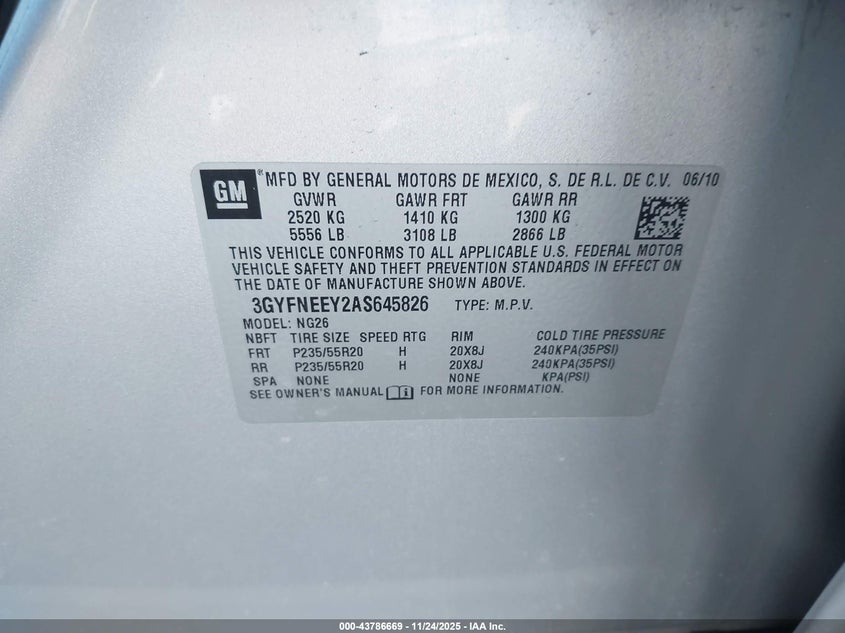 GM ® MFD BY GENERAL MOTORS DE MEXICO, S. DE R.L. DE C.V. 06/10
GVWR GAWR FRT GAWR RR
2520 KG 1410 KG 1300 KG
5556 LB 3108 LB 2866 LB
THIS VEHICLE CONFORMS TO ALL APPLICABLE U.S. FEDERAL MOTOR
VEHICLE SAFETY AND THEFT PREVENTION STANDARDS IN EFFECT ON
THE DATE OF MANUFACTURE SHOWN ABOVE.
3GYFNEEY2AS645826 TYPE: M.P.V.
MODEL: NG26
NBFT TIRE SIZE SPEED RTG RIM COLD TIRE PRESSURE
FRT P235/55R20 H 20X8J 240KPA(35PSI)
RR P235/55R20 H 20X8J 240KPA(35PSI)
SPA NONE NONE KPA(PSI)
SEE OWNER'S MANUAL FOR MORE INFORMATION.
000-43786669 - 11/24/2025 - IAA Inc.